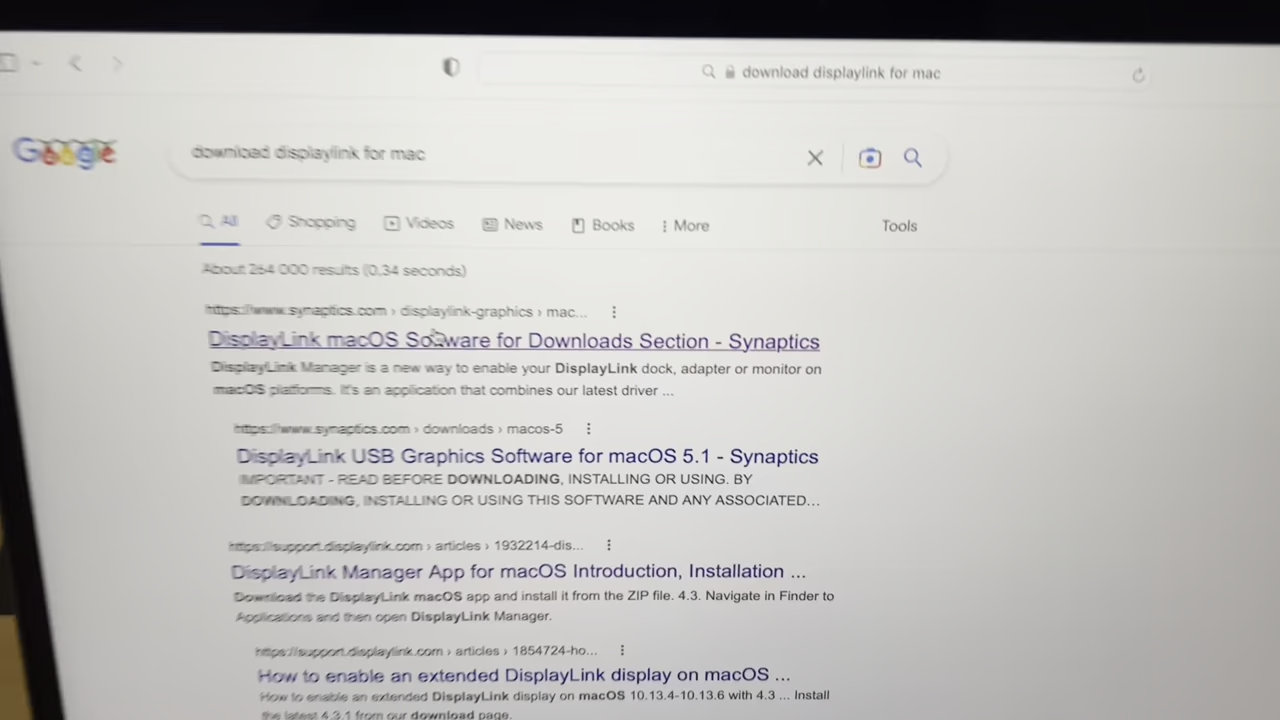 download displaylink for mac
Google
download displaylink for mac
All
Shopping
Videos
News
Books
More
Tools
About 264 000 results (0,34 seconds)
https://www.synaptics.com › displaylink-graphics › mac...
DisplayLink macOS Software for Downloads Section - Synaptics
DisplayLink Manager is a new way to enable your DisplayLink dock, adapter or monitor on
macOS platforms. It's an application that combines our latest driver ...
https://www.synaptics.com › downloads › macos-5
DisplayLink USB Graphics Software for macOS 5.1 - Synaptics
IMPORTANT - READ BEFORE DOWNLOADING, INSTALLING OR USING. BY
DOWNLOADING, INSTALLING OR USING THIS SOFTWARE AND ANY ASSOCIATED...
https://support.displaylink.com › articles › 1932214-dis...
DisplayLink Manager App for macOS Introduction, Installation ...
Download the DisplayLink macOS app and install it from the ZIP file. 4.3. Navigate in Finder to
Applications and then open DisplayLink Manager.
https://support.displaylink.com › articles › 1854724-ho...
How to enable an extended DisplayLink display on macOS ...
How to enable an extended DisplayLink display on macOS 10.13.4-10.13.6 with 4.3 ... Install
the latest 4.3.1 from our download page.